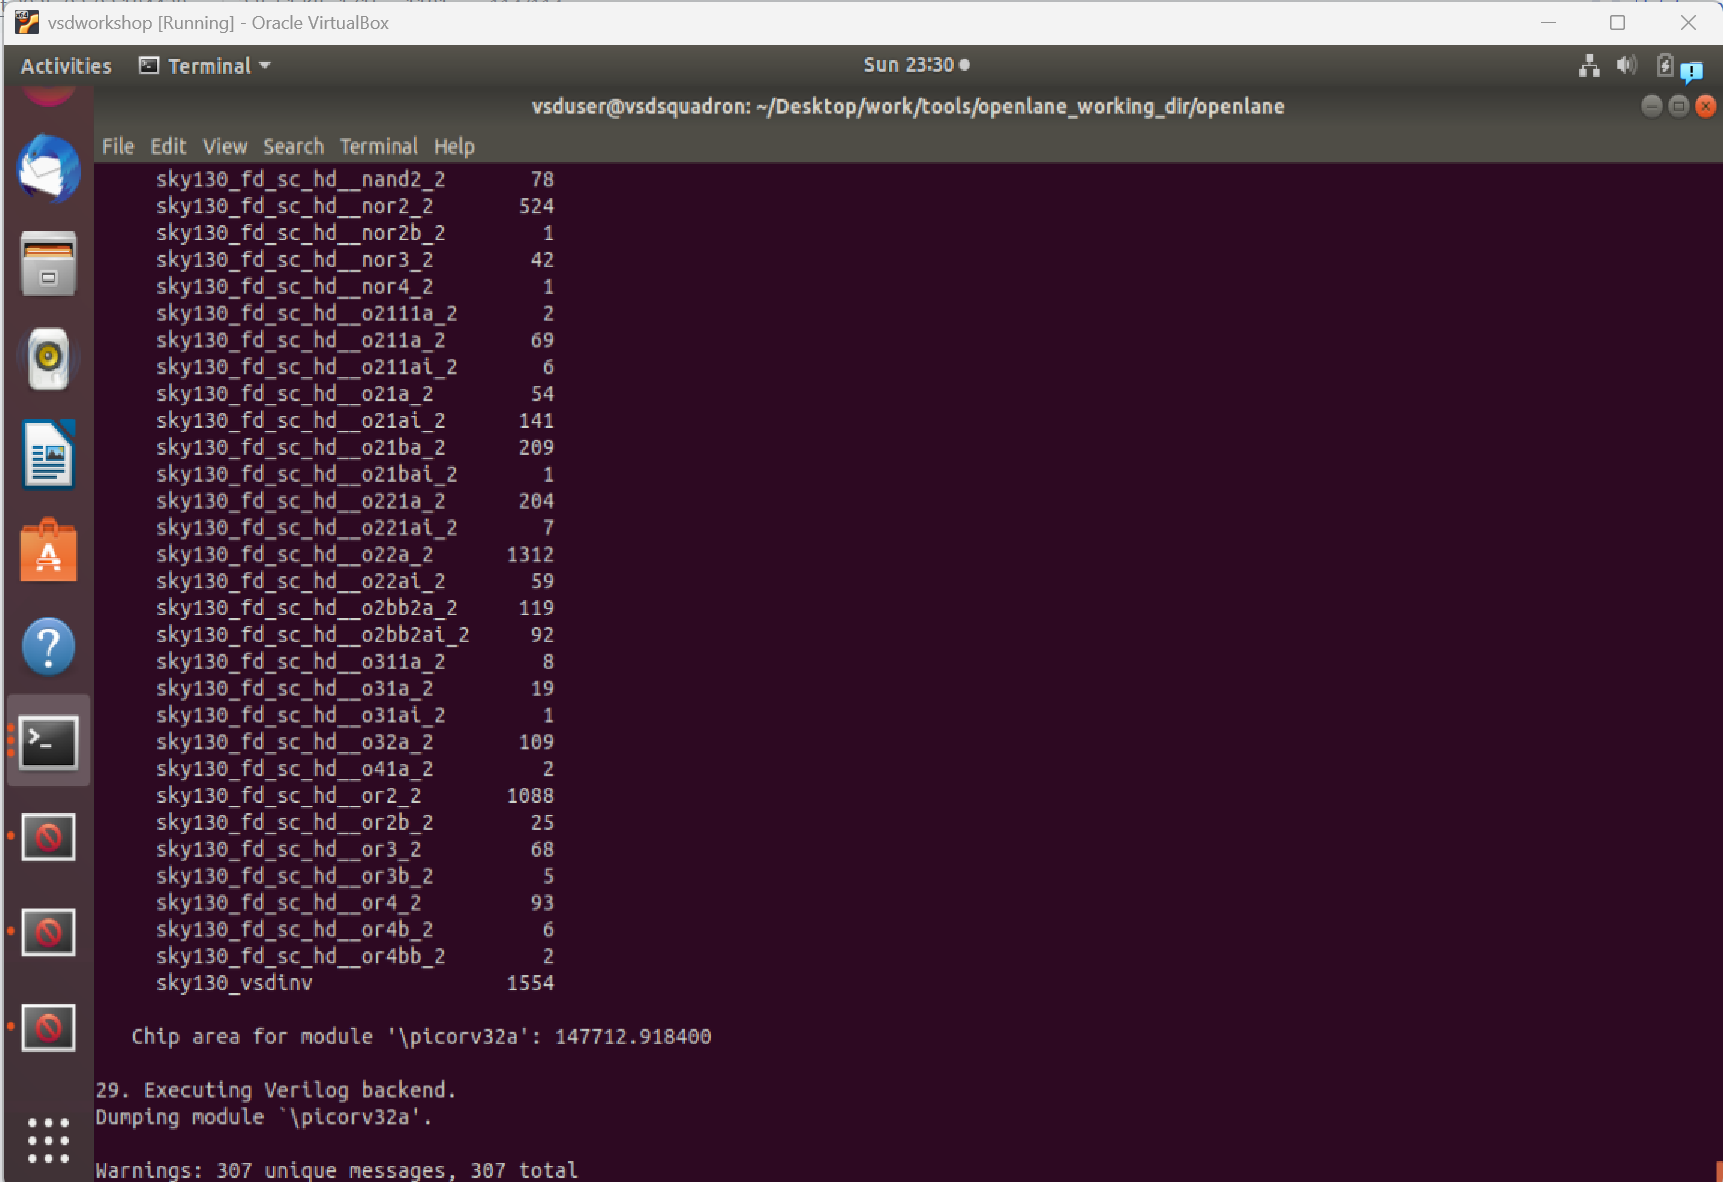 vsdworkshop [Running] - Oracle VirtualBox
Activities Terminal Sun 23:30
vsduser@vsdsquadron: ~/Desktop/work/tools/openlane_working_dir/openlane
File Edit View Search Terminal Help
sky130_fd_sc_hd__nand2_2 78
sky130_fd_sc_hd__nor2_2 524
sky130_fd_sc_hd__nor2b_2 1
sky130_fd_sc_hd__nor3_2 42
sky130_fd_sc_hd__nor4_2 1
sky130_fd_sc_hd__o2111a_2 2
sky130_fd_sc_hd__o211a_2 69
sky130_fd_sc_hd__o211ai_2 6
sky130_fd_sc_hd__o21a_2 54
sky130_fd_sc_hd__o21ai_2 141
sky130_fd_sc_hd__o21ba_2 209
sky130_fd_sc_hd__o21bai_2 1
sky130_fd_sc_hd__o221a_2 204
sky130_fd_sc_hd__o221ai_2 7
sky130_fd_sc_hd__o22a_2 1312
sky130_fd_sc_hd__o22ai_2 59
sky130_fd_sc_hd__o2bb2a_2 119
sky130_fd_sc_hd__o2bb2ai_2 92
sky130_fd_sc_hd__o311a_2 8
sky130_fd_sc_hd__o31a_2 19
sky130_fd_sc_hd__o31ai_2 1
sky130_fd_sc_hd__o32a_2 109
sky130_fd_sc_hd__o41a_2 2
sky130_fd_sc_hd__or2_2 1088
sky130_fd_sc_hd__or2b_2 25
sky130_fd_sc_hd__or3_2 68
sky130_fd_sc_hd__or3b_2 5
sky130_fd_sc_hd__or4_2 93
sky130_fd_sc_hd__or4b_2 6
sky130_fd_sc_hd__or4bb_2 2
sky130_vsdinv 1554
Chip area for module '\picorv32a': 147712.918400
29. Executing Verilog backend.
Dumping module `\picorv32a'.
Warnings: 307 unique messages, 307 total